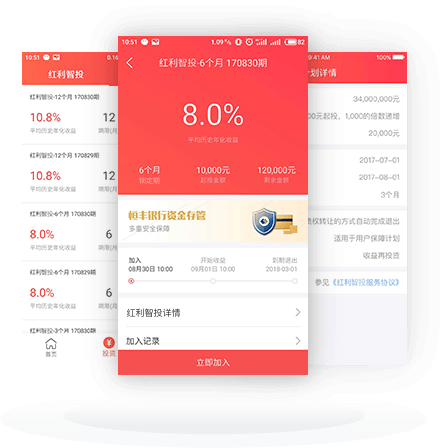 10:51
0.16
红利智投
红利智投-12个月 170830期
10.8%
12
平均历史年化收益
期限(
红利智投-12个月 170829期
10.8%
12
平均历史年化收益
期限(
红利智投-6个月 170830期
8.0%
6
平均历史年化收益
期限(
红利智投-6个月 170829期
8.0%
6
平均历史年化收益
期限(
红利智投-3个月 170830期
首页
投资
10:51
1.09
82
红利智投-6个月 170830期
8.0%
平均历史年化收益
6个月
10,000元
120,000元
锁定期
起投金额
剩余金额
恒丰银行资金存管
多重安全保障
加入
开始收益
到期退出
08月30日 10:00
09月01日 10:00
2018-03-01
红利智投详情
加入记录
立即加入
9:41 AM
100%
划详情
34,000,000元
00元起投，1,000的倍数递增
20,000元
2017-07-01
2017-08-01
3个月
债权转让的方式自动完成退出
适用于用户保障计划
收益再投资
参见《红利智投服务协议》